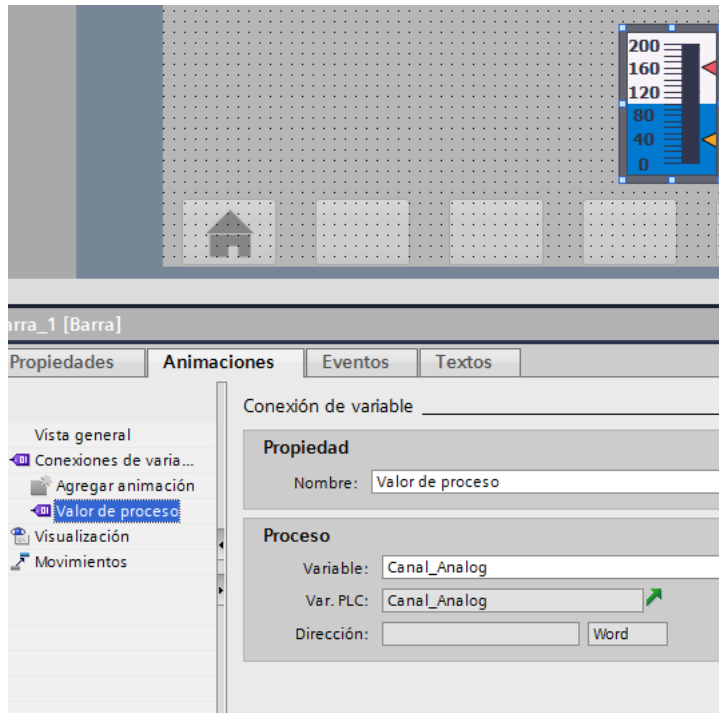 200
160
120
80
40
0
arra_1 [Barra]
Propiedades Animaciones Eventos Textos
Conexión de variable
Vista general
Conexiones de varia...
Agregar animación
Valor de proceso
Visualización
Movimientos
Propiedad
Nombre: Valor de proceso
Proceso
Variable: Canal_Analog
Var. PLC: Canal_Analog
Dirección: Word